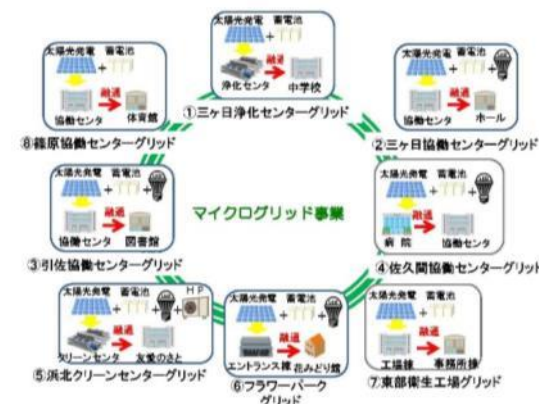 太陽光発電 蓄電池
浄化センタ 融通 中学校
①三ヶ日浄化センターグリッド
太陽光発電 蓄電池
協働センタ 融通 ホール
②三ヶ日協働センターグリッド
太陽光発電 蓄電池
協働センタ 融通 図書館
③引佐協働センターグリッド
太陽光発電 蓄電池
病院 融通 協働センタ
④佐久間協働センターグリッド
太陽光発電 蓄電池 HP
クリーンセンタ 融通 友愛のさと
⑤浜北クリーンセンターグリッド
太陽光発電 蓄電池
エントランス棟 融通 花みどり館
⑥フラワーパーク
グリッド
太陽光発電 蓄電池
工場棟 融通 事務所棟
⑦東部衛生工場グリッド
太陽光発電 蓄電池
協働センタ 融通 体育館
⑧篠原協働センターグリッド
マイクログリッド事業